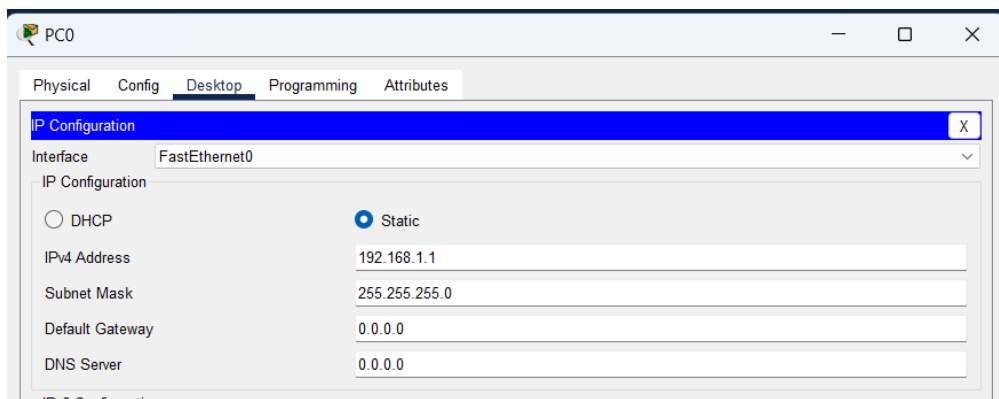 PC0
Physical Config Desktop Programming Attributes
IP Configuration X
Interface FastEthernet0
IP Configuration
DHCP Static
IPv4 Address 192.168.1.1
Subnet Mask 255.255.255.0
Default Gateway 0.0.0.0
DNS Server 0.0.0.0